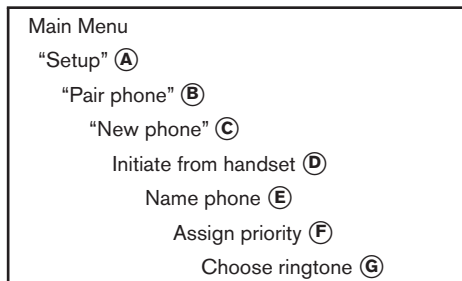 Main Menu
“Setup” Ⓐ
“Pair phone” Ⓑ
“New phone” Ⓒ
Initiate from handset Ⓓ
Name phone Ⓔ
Assign priority Ⓕ
Choose ringtone Ⓖ